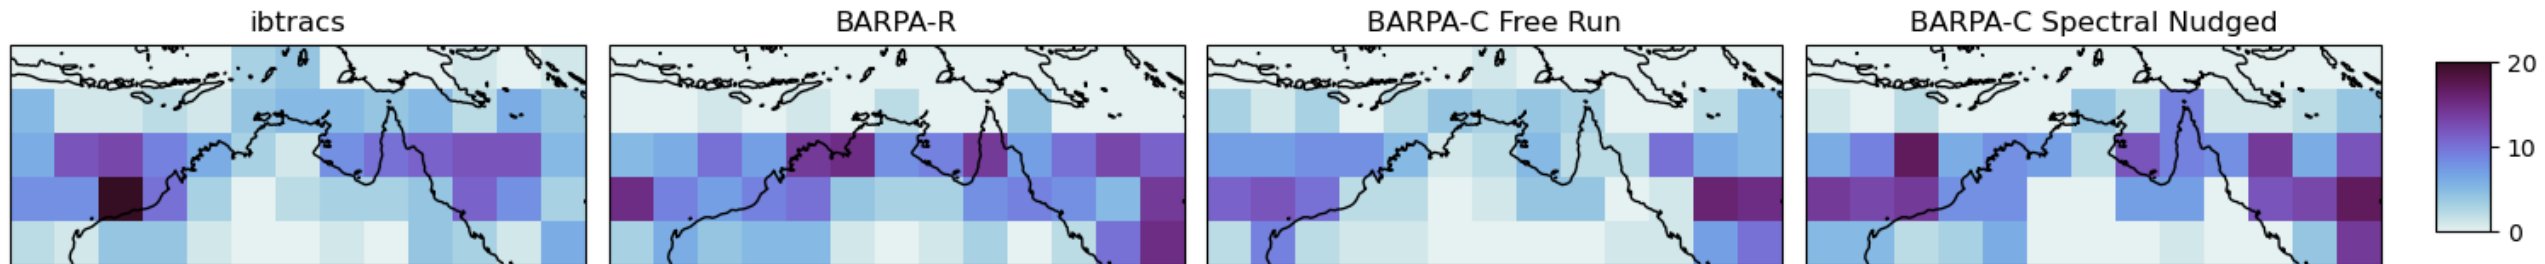 ibtracs
BARPA-R
BARPA-C Free Run
BARPA-C Spectral Nudged
20
10
0